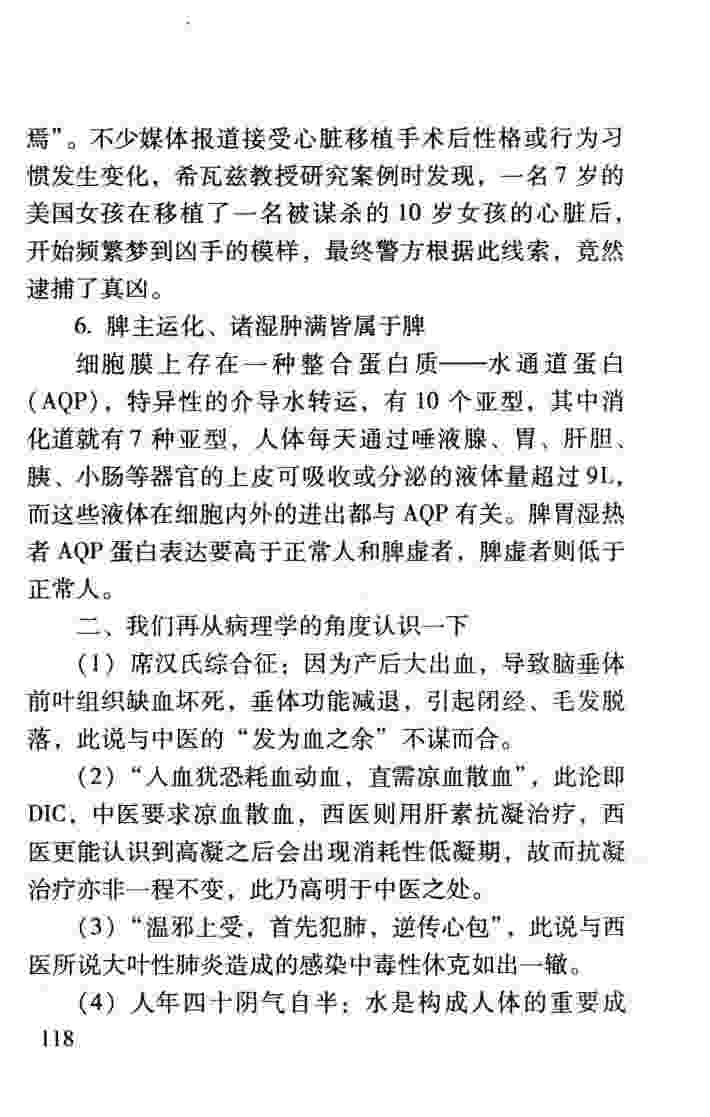 焉”。不少媒体报道接受心脏移植手术后性格或行为习
惯发生变化，希瓦兹教授研究案例时发现，一名7岁的
美国女孩在移植了一名被谋杀的10岁女孩的心脏后，
开始频繁梦到凶手的模样，最终警方根据此线索，竟然
逮捕了真凶。
6. 脾主运化、诸湿肿满皆属于脾
细胞膜上存在一种整合蛋白质——水通道蛋白
(AQP)，特异性的介导水转运，有10个亚型，其中消
化道就有7种亚型，人体每天通过唾液腺、胃、肝胆、
胰、小肠等器官的上皮可吸收或分泌的液体量超过9L，
而这些液体在细胞内外的进出都与AQP有关。脾胃湿热
者AQP蛋白表达要高于正常人和脾虚者，脾虚者则低于
正常人。
二、我们再从病理学的角度认识一下
(1) 席汉氏综合征：因为产后大出血，导致脑垂体
前叶组织缺血坏死，垂体功能减退，引起闭经、毛发脱
落，此说与中医的“发为血之余”不谋而合。
(2)“入血犹恐耗血动血，直需凉血散血”，此论即
DIC，中医要求凉血散血，西医则用肝素抗凝治疗，西
医更能认识到高凝之后会出现消耗性低凝期，故而抗凝
治疗亦非一程不变，此乃高明于中医之处。
(3)“温邪上受，首先犯肺，逆传心包”，此说与西
医所说大叶性肺炎造成的感染中毒性休克如出一辙。
(4) 人年四十阴气自半：水是构成人体的重要成
118